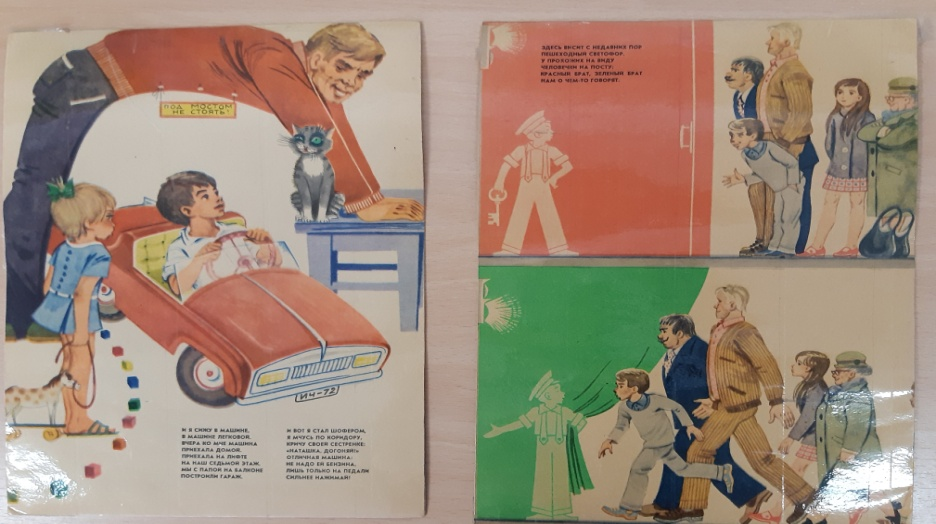 ПОД МОСТОМ
НЕ СТОЯТЬ!
ИЧ-72
И Я СИЖУ В МАШИНЕ,
В МАШИНЕ ЛЕГКОВОЙ.
ВЧЕРА КО МНЕ МАШИНА
ПРИЕХАЛА ДОМОЙ.
ПРИЕХАЛА НА ЛИФТЕ
НА НАШ СЕДЬМОЙ ЭТАЖ.
МЫ С ПАПОЙ НА БАЛКОНЕ
ПОСТРОИЛИ ГАРАЖ.
И ВОТ Я СТАЛ ШОФЕРОМ,
Я МЧУСЬ ПО КОРИДОРУ,
КРИЧУ СВОЕЙ СЕСТРЕНКЕ:
«НАТАШКА, ДОГОНЯЙ!»
ОТЛИЧНАЯ МАШИНА:
НЕ НАДО ЕЙ БЕНЗИНА,
ЛИШЬ ТОЛЬКО НА ПЕДАЛИ
СИЛЬНЕЕ НАЖИМАЙ!
ЗДЕСЬ ВИСИТ С НЕДАВНИХ ПОР
ПЕШЕХОДНЫЙ СВЕТОФОР.
У ПРОХОЖИХ НА ВИДУ
ЧЕЛОВЕЧКИ НА ПОСТУ:
КРАСНЫЙ БРАТ, ЗЕЛЕНЫЙ БРАТ
НАМ О ЧЕМ-ТО ГОВОРЯТ.